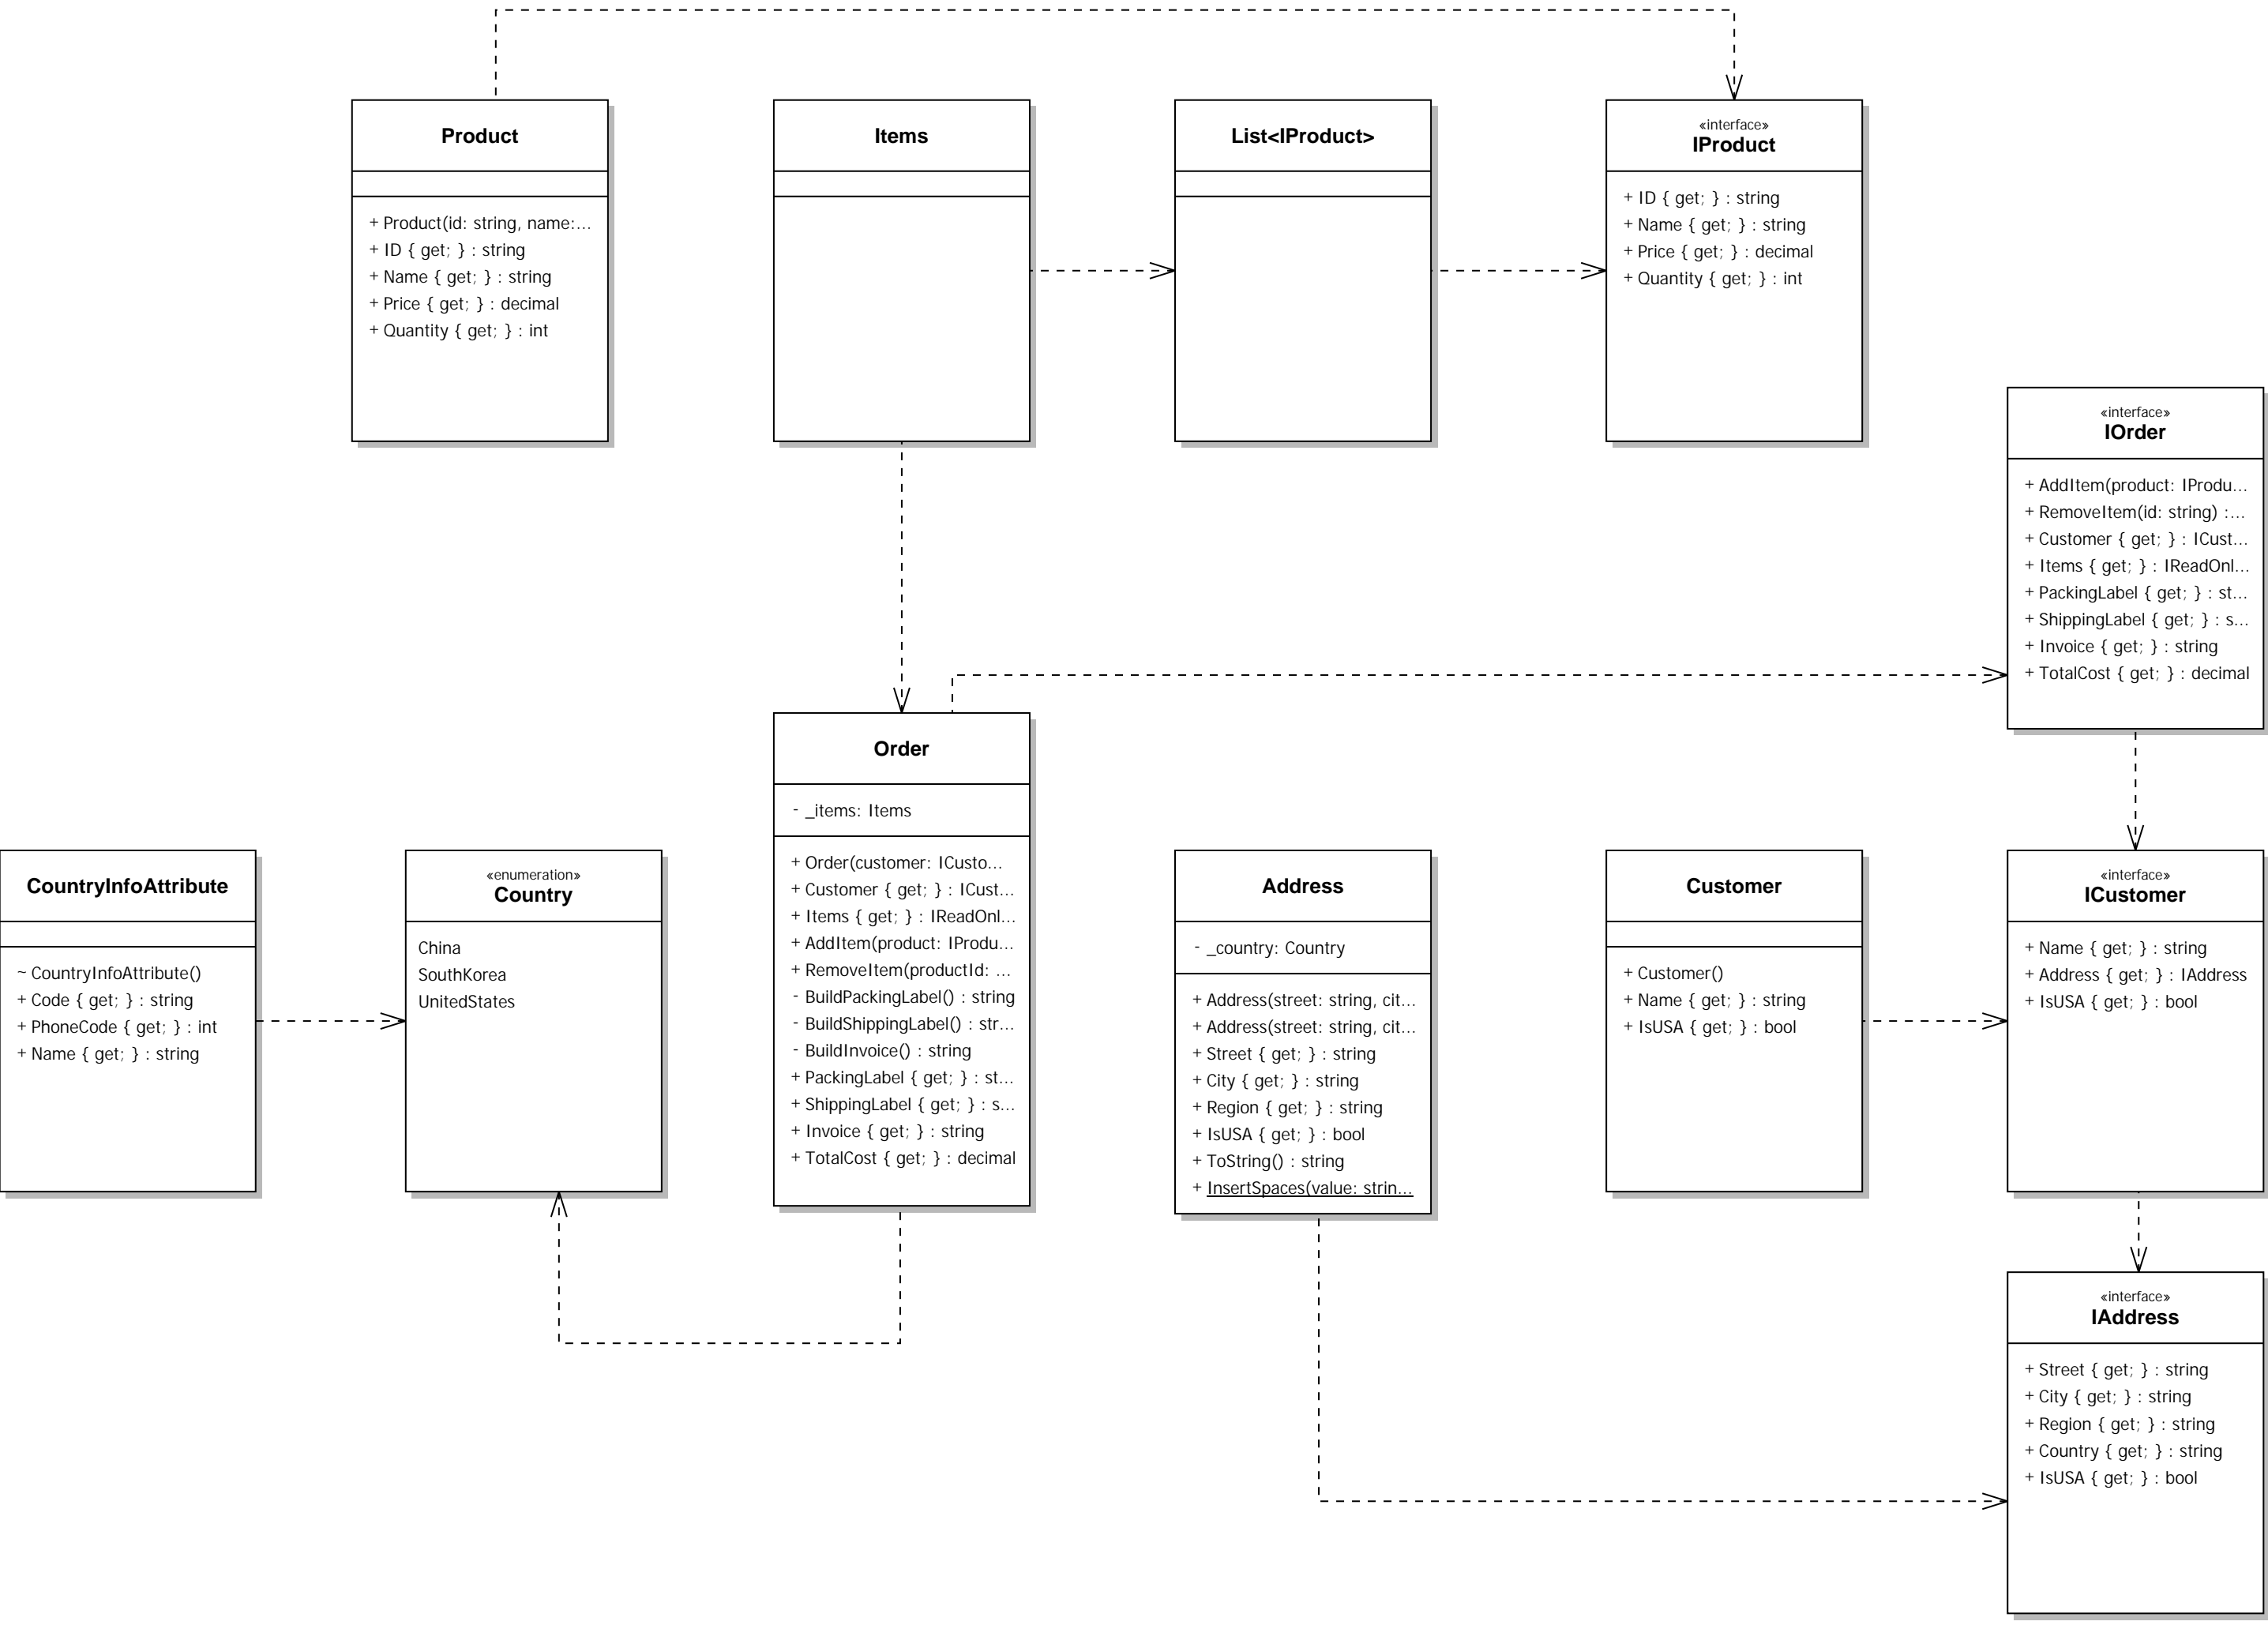 Product
+ Product(id: string, name:...
+ ID { get; } : string
+ Name { get; } : string
+ Price { get; } : decimal
+ Quantity { get; } : int
Items
List<IProduct>
«interface»
IProduct
+ ID { get; } : string
+ Name { get; } : string
+ Price { get; } : decimal
+ Quantity { get; } : int
«interface»
IOrder
+ AddItem(product: IProdu...
+ RemoveItem(id: string) :...
+ Customer { get; } : ICust...
+ Items { get; } : IReadOnl...
+ PackingLabel { get; } : st...
+ ShippingLabel { get; } : s...
+ Invoice { get; } : string
+ TotalCost { get; } : decimal
Order
- _items: Items
+ Order(customer: ICusto...
+ Customer { get; } : ICust...
+ Items { get; } : IReadOnl...
+ AddItem(product: IProdu...
+ RemoveItem(productId: ...
- BuildPackingLabel() : string
- BuildShippingLabel() : str...
- BuildInvoice() : string
+ PackingLabel { get; } : st...
+ ShippingLabel { get; } : s...
+ Invoice { get; } : string
+ TotalCost { get; } : decimal
CountryInfoAttribute
~ CountryInfoAttribute()
+ Code { get; } : string
+ PhoneCode { get; } : int
+ Name { get; } : string
«enumeration»
Country
China
SouthKorea
UnitedStates
Address
- _country: Country
+ Address(street: string, cit...
+ Address(street: string, cit...
+ Street { get; } : string
+ City { get; } : string
+ Region { get; } : string
+ IsUSA { get; } : bool
+ ToString() : string
+ InsertSpaces(value: strin...
Customer
+ Customer()
+ Name { get; } : string
+ IsUSA { get; } : bool
«interface»
ICustomer
+ Name { get; } : string
+ Address { get; } : IAddress
+ IsUSA { get; } : bool
«interface»
IAddress
+ Street { get; } : string
+ City { get; } : string
+ Region { get; } : string
+ Country { get; } : string
+ IsUSA { get; } : bool